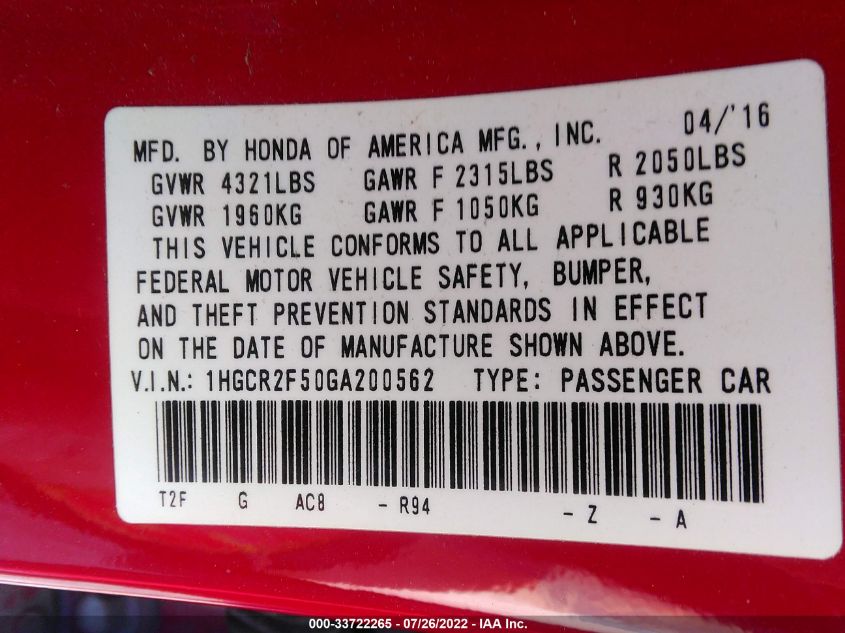 MFD. BY HONDA OF AMERICA MFG., INC. 04/'16
GVWR 4321LBS GAWR F 2315LBS R 2050LBS
GVWR 1960KG GAWR F 1050KG R 930KG
THIS VEHICLE CONFORMS TO ALL APPLICABLE
FEDERAL MOTOR VEHICLE SAFETY, BUMPER,
AND THEFT PREVENTION STANDARDS IN EFFECT
ON THE DATE OF MANUFACTURE SHOWN ABOVE.
V.I.N.: 1HGCR2F50GA200562 TYPE: PASSENGER CAR
T2F G AC8 - R94 - Z - A
000-33722265 - 07/26/2022 - IAA Inc.